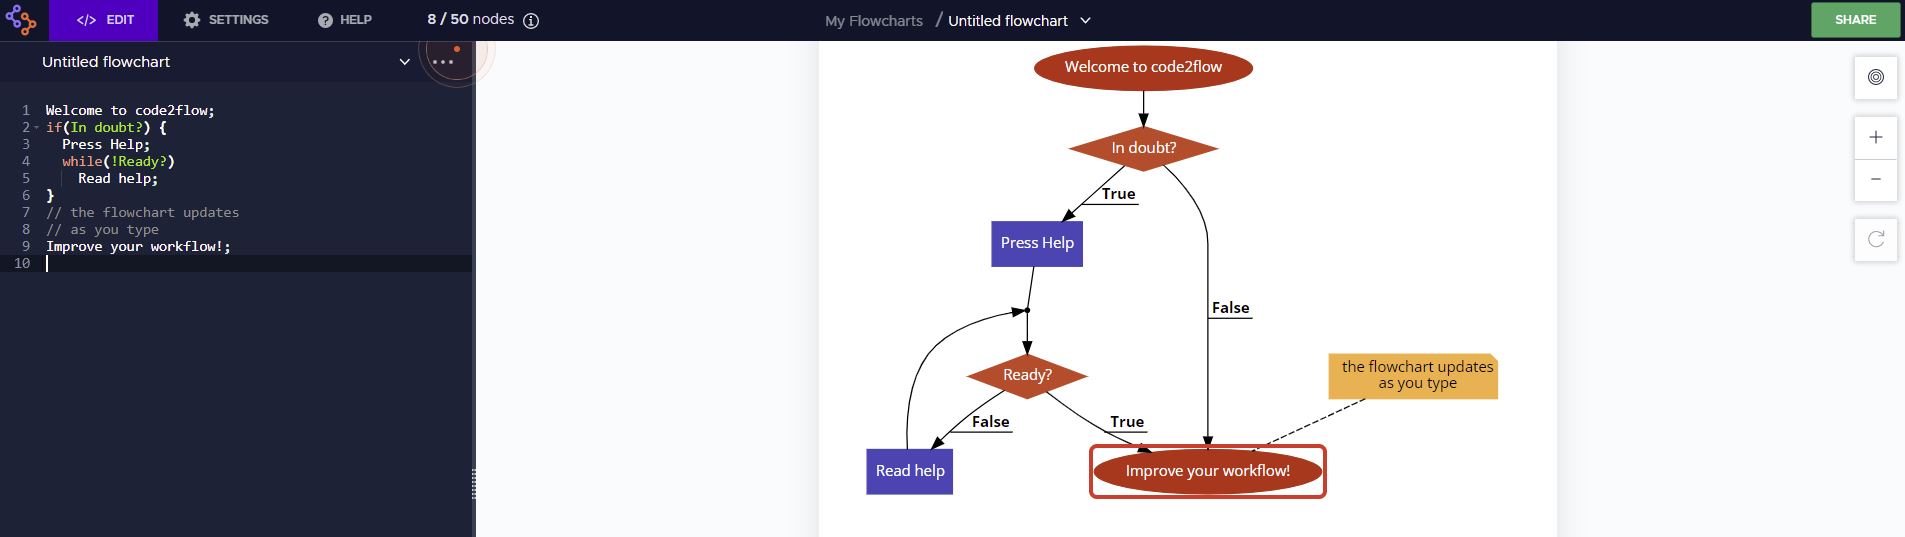 </> EDIT
SETTINGS
? HELP
8 / 50 nodes
My Flowcharts / Untitled flowchart
SHARE
Untitled flowchart
1 Welcome to code2flow;
2 if(In doubt?) {
3 Press Help;
4 while(!Ready?)
5 Read help;
6 }
7 // the flowchart updates
8 // as you type
9 Improve your workflow!;
10
Welcome to code2flow
In doubt?
True
Press Help
False
Ready?
the flowchart updates
as you type
False
True
Read help
Improve your workflow!